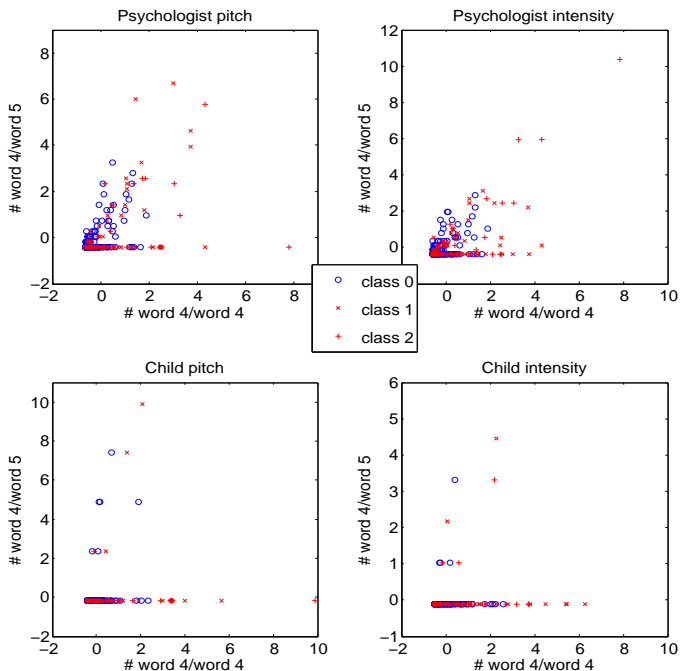 Psychologist pitch
8
6
4
2
0
−2
−2 0 2 4 6 8
# word 4/word 5
# word 4/word 4
Psychologist intensity
12
10
8
6
4
2
0
−2
0 2 4 6 8 10
# word 4/word 5
# word 4/word 4
class 0
class 1
class 2
Child pitch
10
8
6
4
2
0
−2
−2 0 2 4 6 8 10
# word 4/word 5
# word 4/word 4
Child intensity
6
5
4
3
2
1
0
−1
−2 0 2 4 6 8 10
# word 4/word 5
# word 4/word 4